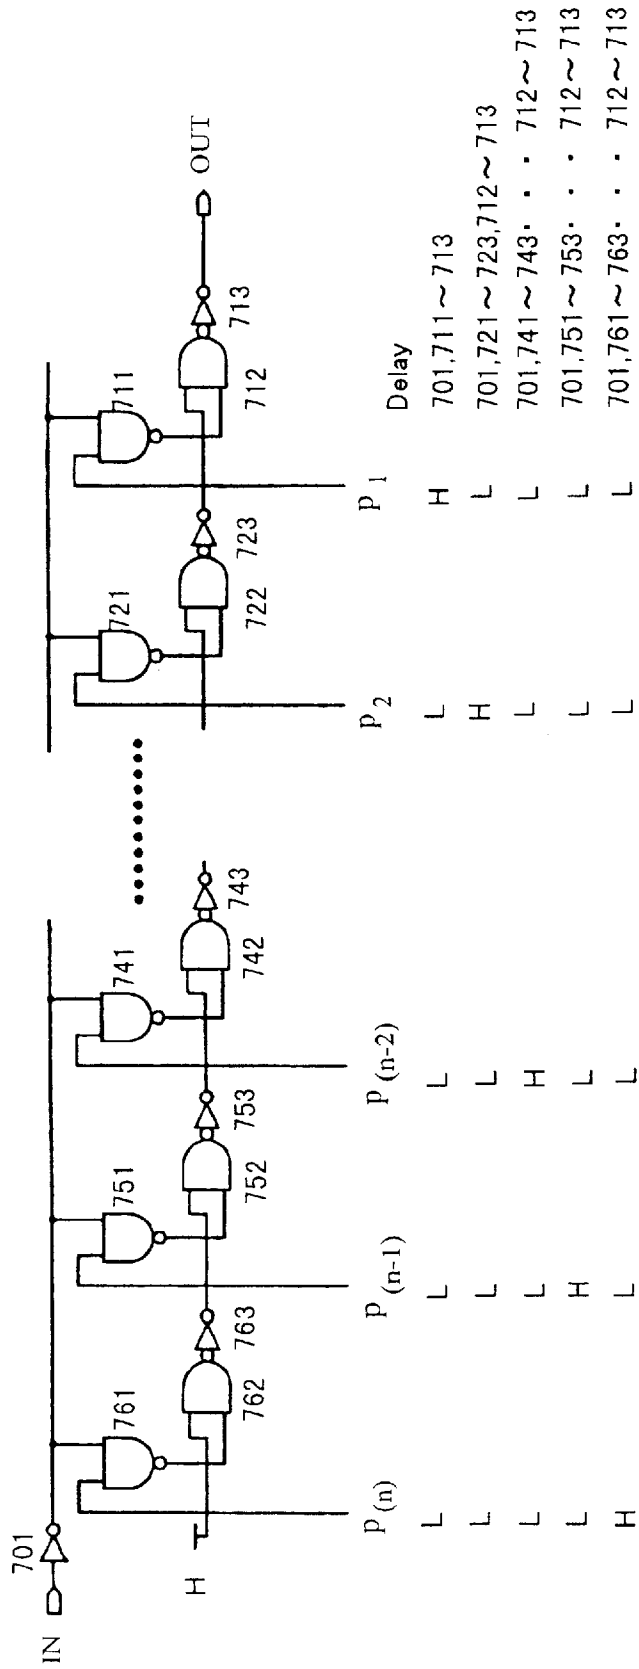 IN
701
761
751
741
721
711
H
762
763
752
753
742
743
722
723
712
713
OUT
P(n) P(n-1) P(n-2) P2 P1 Delay
L L L L H 701,711~713
L L L H L 701,721~723,712~713
L L H L L 701,741~743・・・712~713
L H L L L 701,751~753・・・712~713
H L L L L 701,761~763・・・712~713